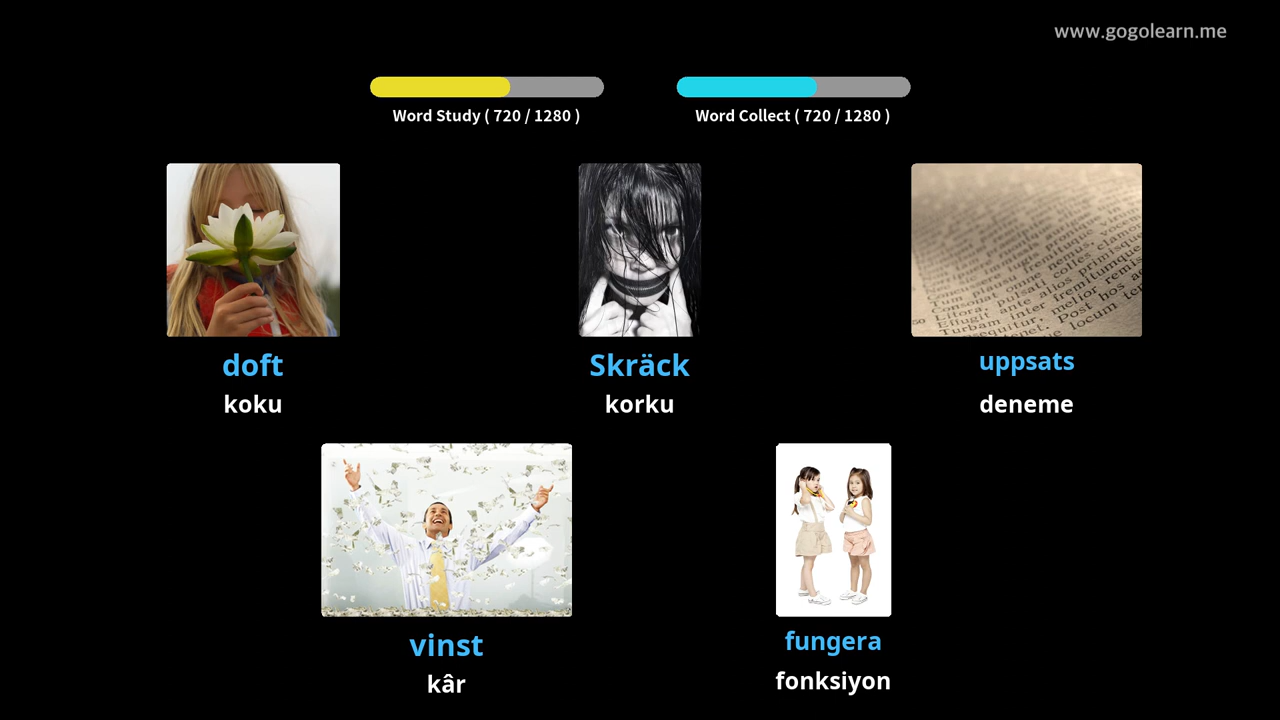 www.gogolearn.me
Word Study ( 720 / 1280 )
Word Collect ( 720 / 1280 )
doft
koku
Skräck
korku
uppsats
deneme
vinst
kâr
fungera
fonksiyon